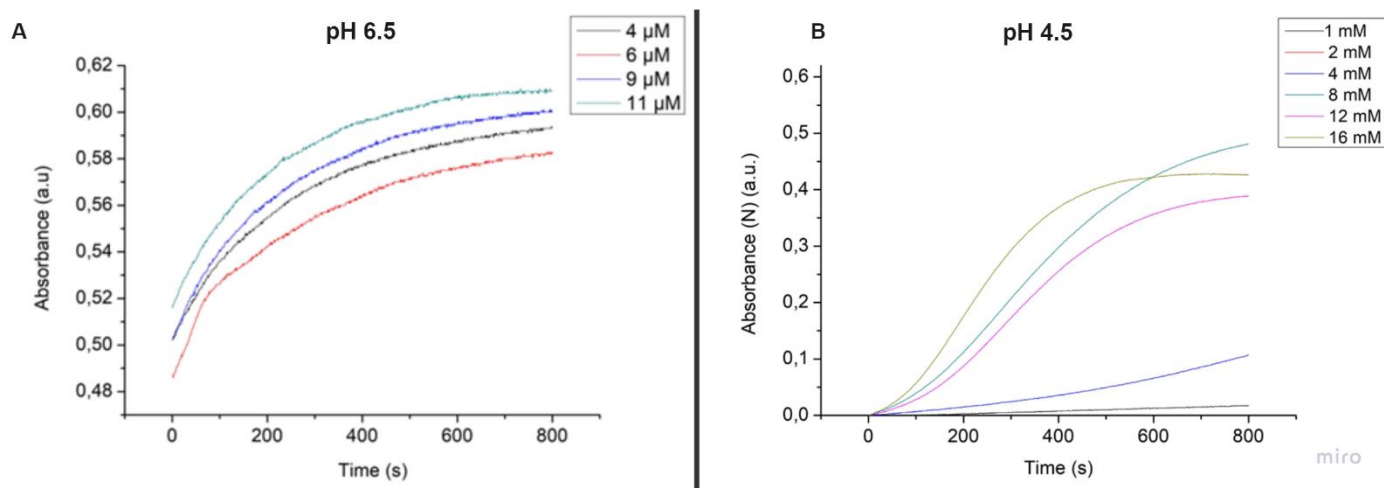 A
pH 6.5
4 µM
6 µM
9 µM
11 µM
0,62
0,60
0,58
0,56
0,54
0,52
0,50
0,48
Absorbance (a.u)
0
200
400
600
800
Time (s)
B
pH 4.5
1 mM
2 mM
4 mM
8 mM
12 mM
16 mM
0,6
0,5
0,4
0,3
0,2
0,1
0,0
Absorbance (N) (a.u.)
0
200
400
600
800
Time (s)
miro